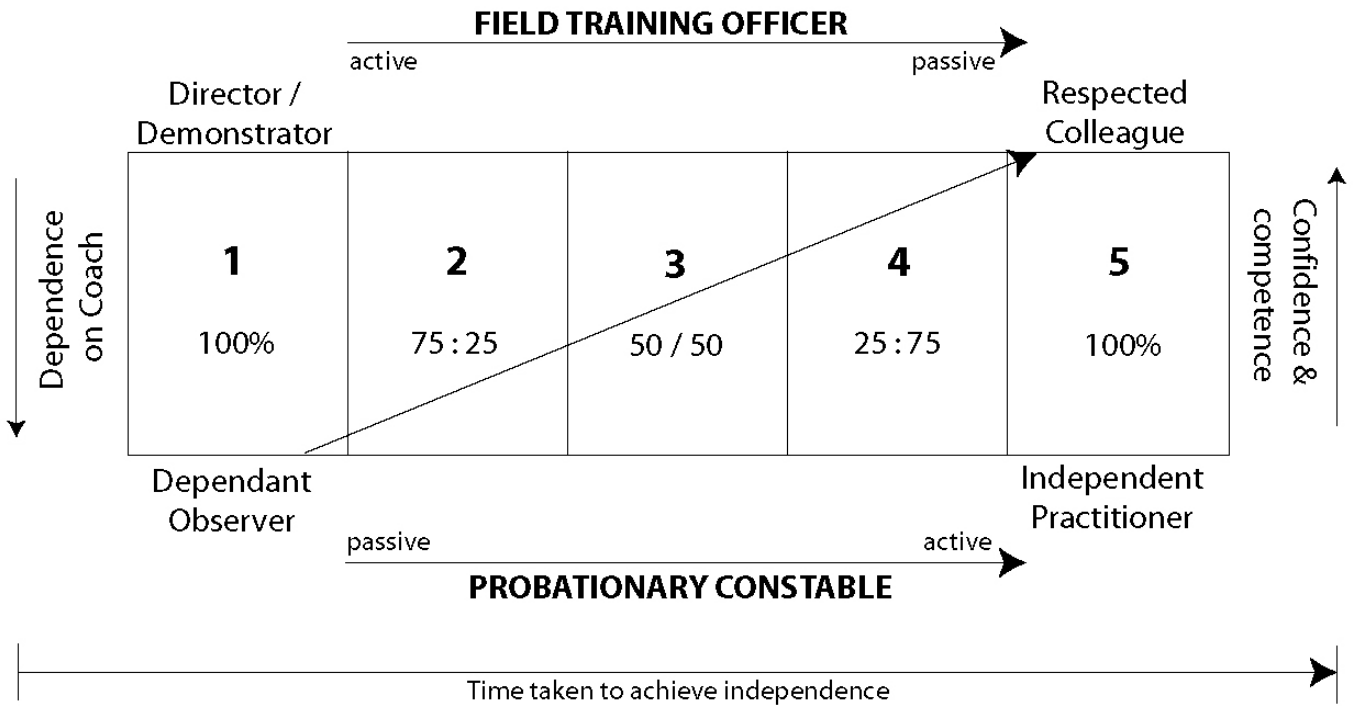 FIELD TRAINING OFFICER
active
passive
Director /
Demonstrator
Respected
Colleague
Dependence
on Coach
1
2
3
4
5
100%
75 : 25
50 / 50
25 : 75
100%
Confidence &
competence
Dependant
Observer
Independent
Practitioner
passive
active
PROBATIONARY CONSTABLE
Time taken to achieve independence